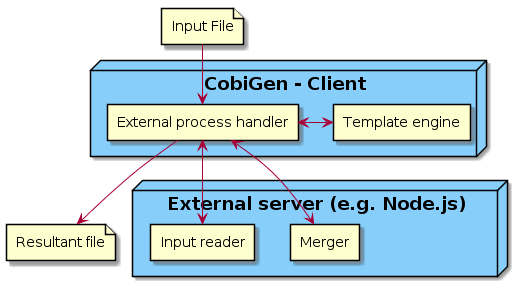 Input File
CobiGen - Client
External process handler
Template engine
External server (e.g. Node.js)
Resultant file
Input reader
Merger